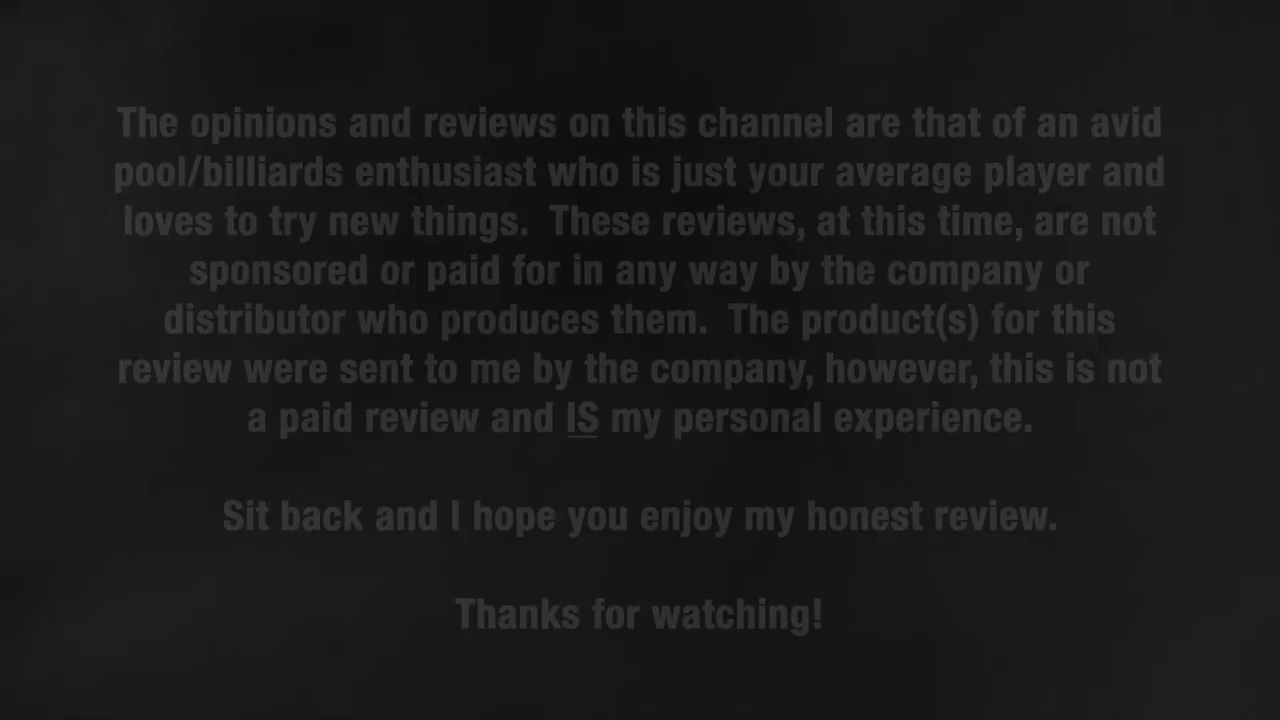 The opinions and reviews on this channel are that of an avid
pool/billiards enthusiast who is just your average player and
loves to try new things.  These reviews, at this time, are not
sponsored or paid for in any way by the company or
distributor who produces them.  The product(s) for this
review were sent to me by the company, however, this is not
a paid review and IS my personal experience.
Sit back and I hope you enjoy my honest review.
Thanks for watching!